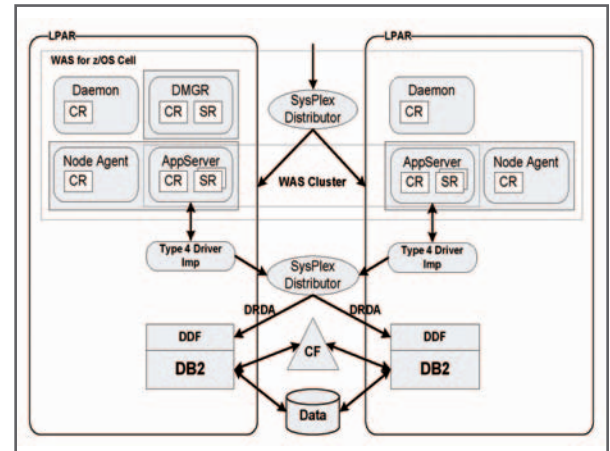 LPAR
LPAR
WAS for z/OS Cell
Daemon
CR
DMGR
CR SR
SysPlex
Distributor
Daemon
CR
Node Agent
CR
AppServer
CR SR
WAS Cluster
AppServer
CR SR
Node Agent
CR
Type 4 Driver
Imp
SysPlex
Distributor
Type 4 Driver
Imp
DRDA
DRDA
DDF
DB2
CF
DDF
DB2
Data